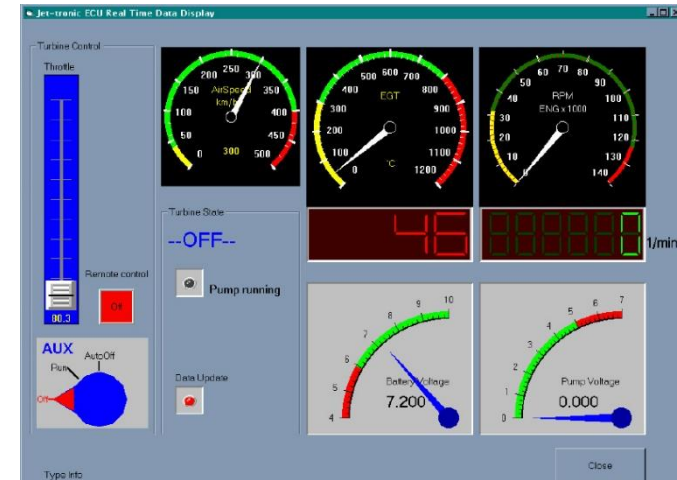 Jet-tronic ECU Real Time Data Display
Turbine Control
Throttle
80.3
Remote control
Off
AUX
AutoOff
Run
Off
0 50 100 150 200 250 300 350 400 450 500
AirSpeed
km/h
300
0 100 200 300 400 500 600 700 800 900 1000 1100 1200
EGT
°C
0 10 20 30 40 50 60 70 80 90 100 110 120 130 140
RPM
ENG x 1000
46
0
1/min
Turbine State
--OFF--
Pump running
Data Update
4 5 6 7 8 9 10
Battery Voltage
7.200
0 1 2 3 4 5 6 7
Pump Voltage
0.000
Close
Type Info